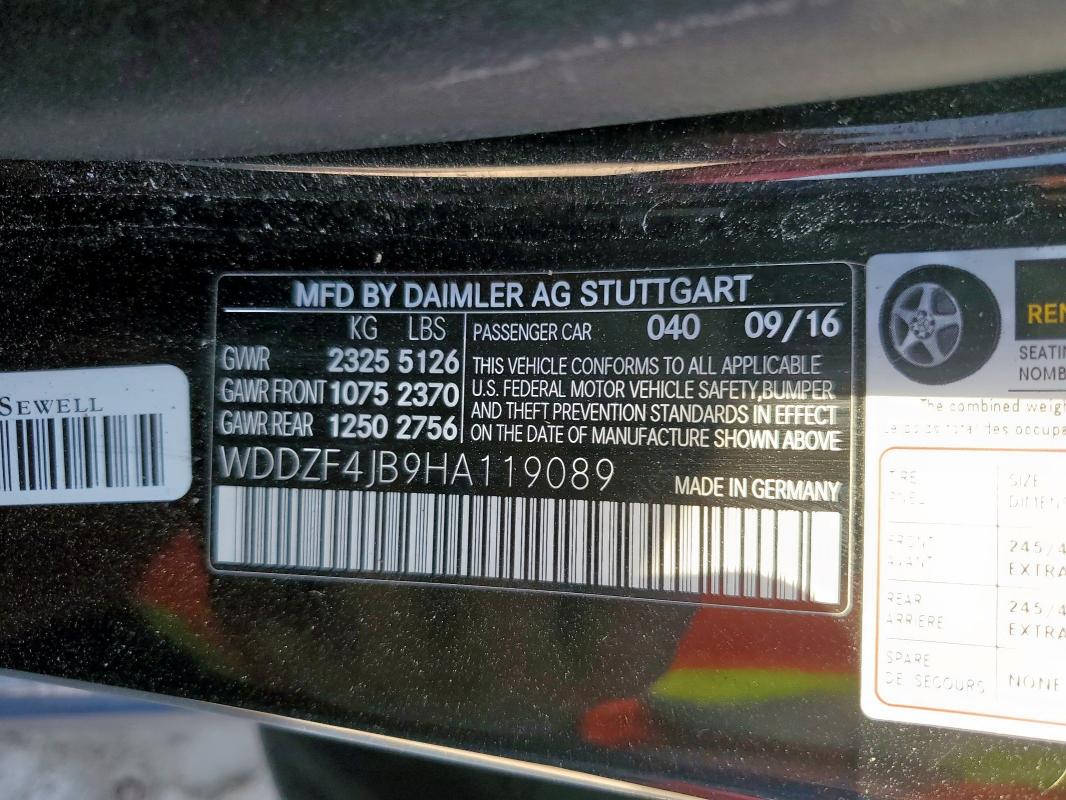 MFD BY DAIMLER AG STUTTGART
KG LBS
GVWR 2325 5126
GAWR FRONT 1075 2370
GAWR REAR 1250 2756
PASSENGER CAR 040 09/16
THIS VEHICLE CONFORMS TO ALL APPLICABLE
U.S. FEDERAL MOTOR VEHICLE SAFETY,BUMPER
AND THEFT PREVENTION STANDARDS IN EFFECT
ON THE DATE OF MANUFACTURE SHOWN ABOVE
WDDZF4JB9HA119089
MADE IN GERMANY
SEWELL
The combined
SIZE
FRONT
245/4
AVANT
EXTRA
REAR
245/4
ARRIERE
EXTRA
SPARE
DE SECOURS
NONE